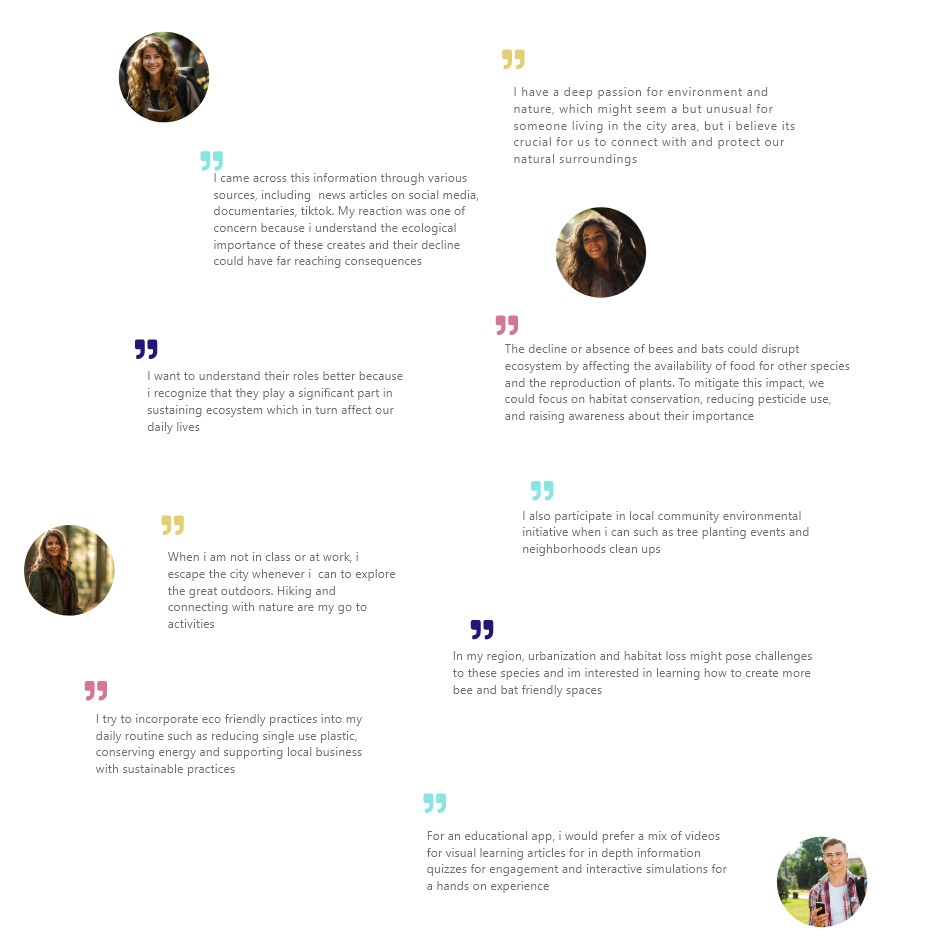 I have a deep passion for environment and
nature, which might seem a but unusual for
someone living in the city area, but i believe its
crucial for us to connect with and protect our
natural surroundings
I came across this information through various
sources, including  news articles on social media,
documentaries, tiktok. My reaction was one of
concern because i understand the ecological
importance of these creates and their decline
could have far reaching consequences
The decline or absence of bees and bats could disrupt
ecosystem by affecting the availability of food for other species
and the reproduction of plants. To mitigate this impact, we
could focus on habitat conservation, reducing pesticide use,
and raising awareness about their importance
I want to understand their roles better because
i recognize that they play a significant part in
sustaining ecosystem which in turn affect our
daily lives
I also participate in local community environmental
initiative when i can such as tree planting events and
neighborhoods clean ups
When i am not in class or at work, i
escape the city whenever i  can to explore
the great outdoors. Hiking and
connecting with nature are my go to
activities
In my region, urbanization and habitat loss might pose challenges
to these species and im interested in learning how to create more
bee and bat friendly spaces
I try to incorporate eco friendly practices into my
daily routine such as reducing single use plastic,
conserving energy and supporting local business
with sustainable practices
For an educational app, i would prefer a mix of videos
for visual learning articles for in depth information
quizzes for engagement and interactive simulations for
a hands on experience